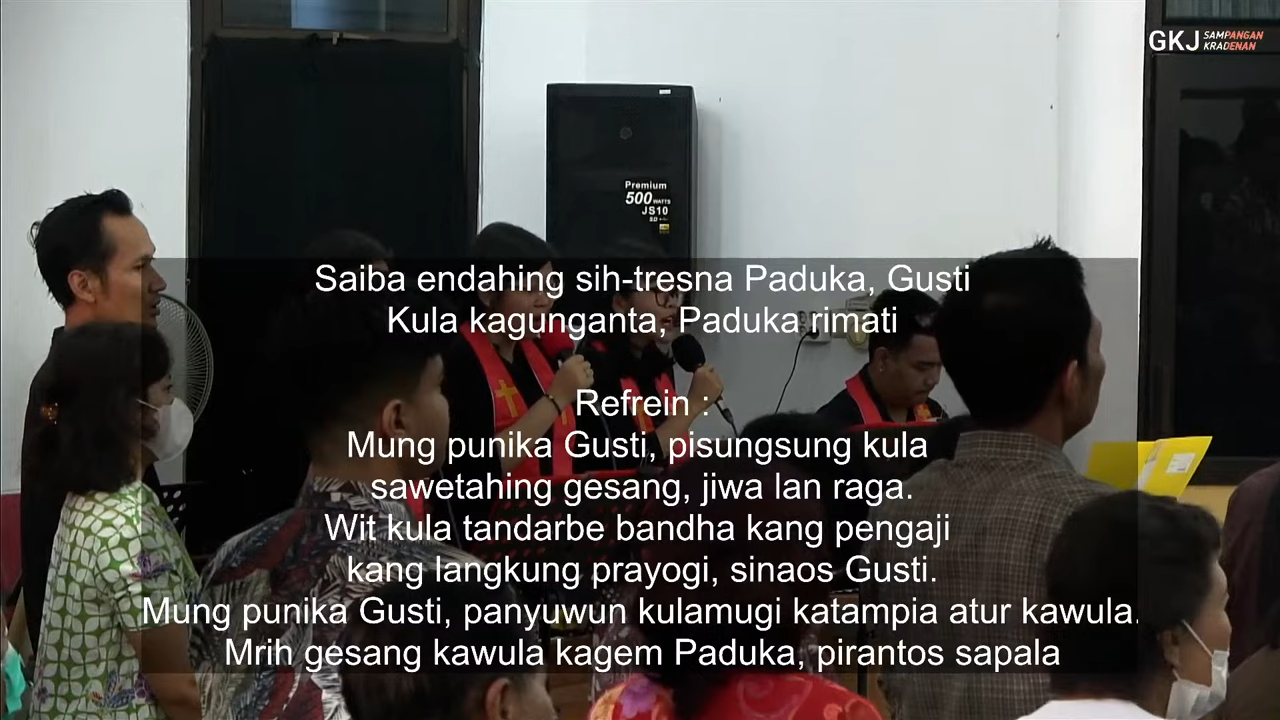 GKJ SAMPANGAN
KRADENAN
Premium
500 WATTS
JS10
Saiba endahing sih-tresna Paduka, Gusti
Kula kagunganta, Paduka rimati
Refrein :
Mung punika Gusti, pisungsung kula
sawetahing gesang, jiwa lan raga.
Wit kula tandarbe bandha kang pengaji
kang langkung prayogi, sinaos Gusti.
Mung punika Gusti, panyuwun kulamugi katampia atur kawula.
Mrih gesang kawula kagem Paduka, pirantos sapala